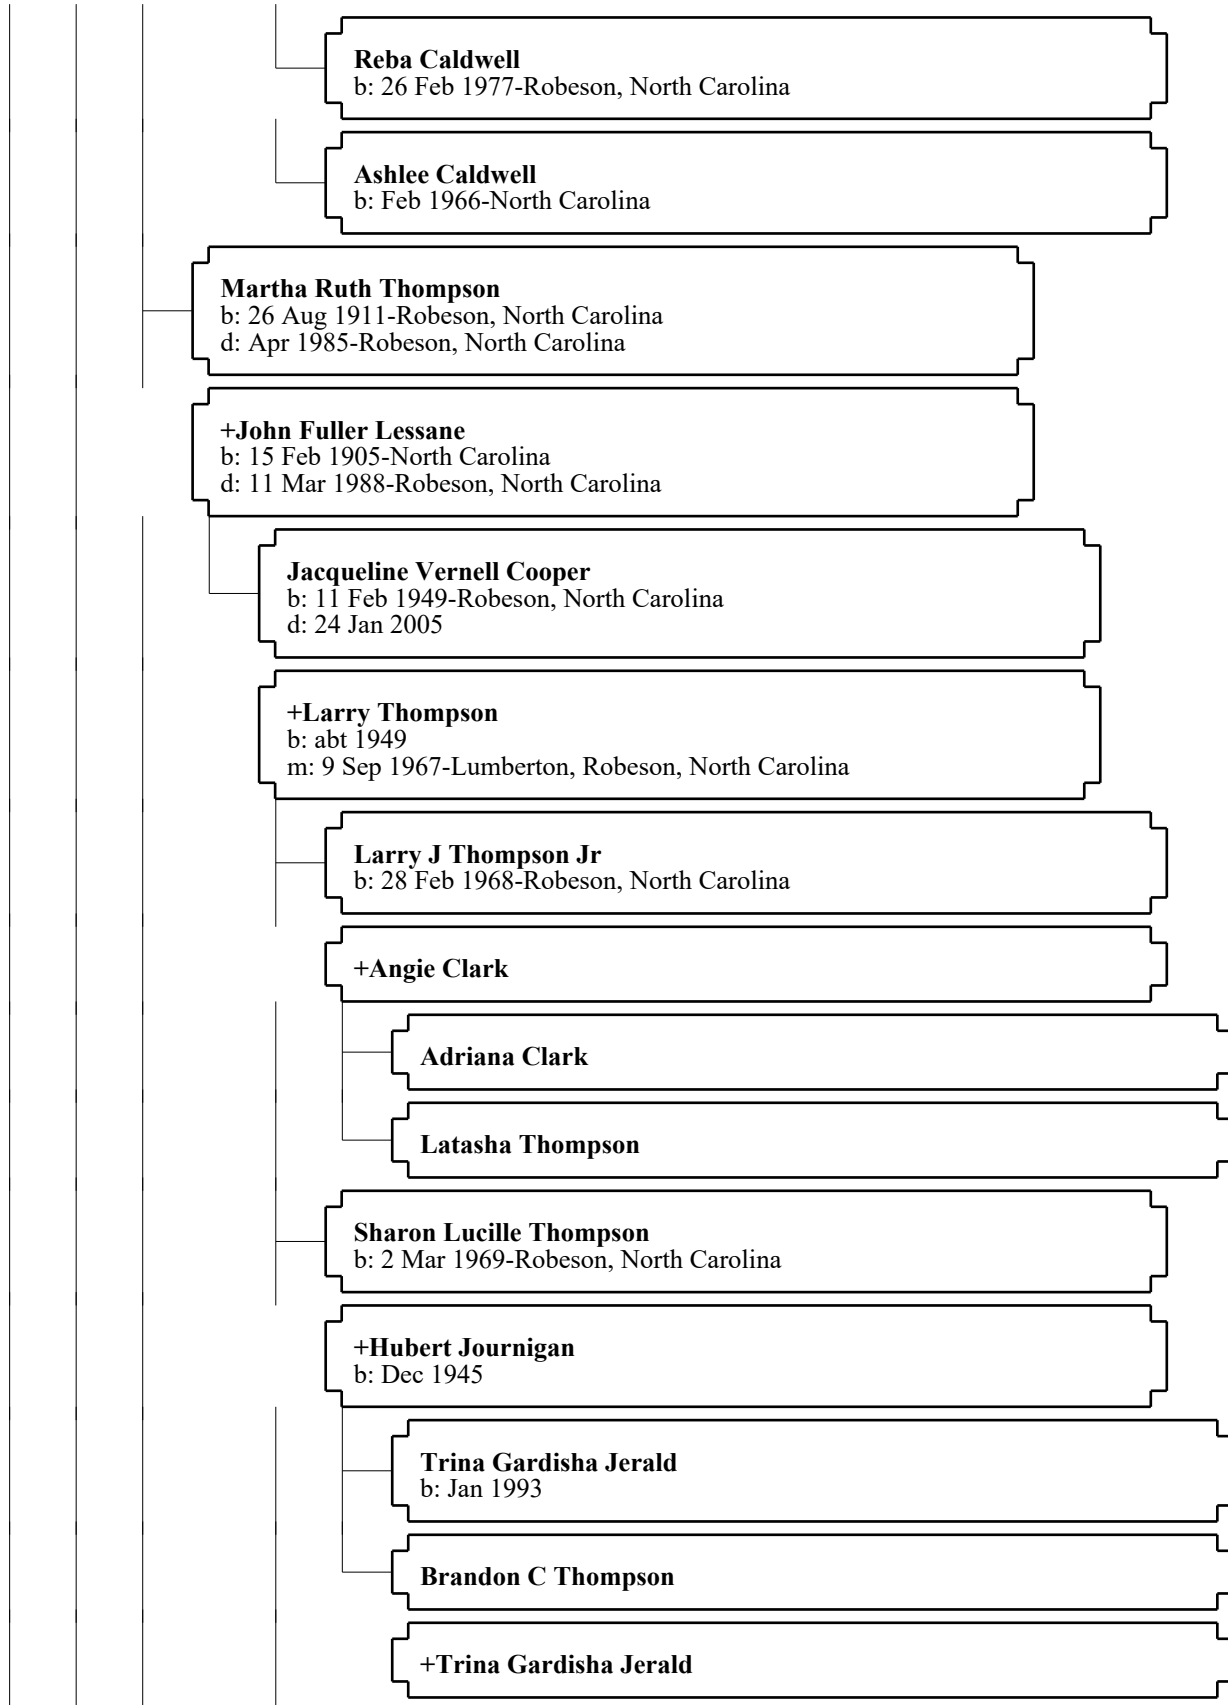 Reba Caldwell
b: 26 Feb 1977-Robeson, North Carolina
Ashlee Caldwell
b: Feb 1966-North Carolina
Martha Ruth Thompson
b: 26 Aug 1911-Robeson, North Carolina
d: Apr 1985-Robeson, North Carolina
+John Fuller Lessane
b: 15 Feb 1905-North Carolina
d: 11 Mar 1988-Robeson, North Carolina
Jacqueline Vernell Cooper
b: 11 Feb 1949-Robeson, North Carolina
d: 24 Jan 2005
+Larry Thompson
b: abt 1949
m: 9 Sep 1967-Lumberton, Robeson, North Carolina
Larry J Thompson Jr
b: 28 Feb 1968-Robeson, North Carolina
+Angie Clark
Adriana Clark
Latasha Thompson
Sharon Lucille Thompson
b: 2 Mar 1969-Robeson, North Carolina
+Hubert Journigan
b: Dec 1945
Trina Gardisha Jerald
b: Jan 1993
Brandon C Thompson
+Trina Gardisha Jerald